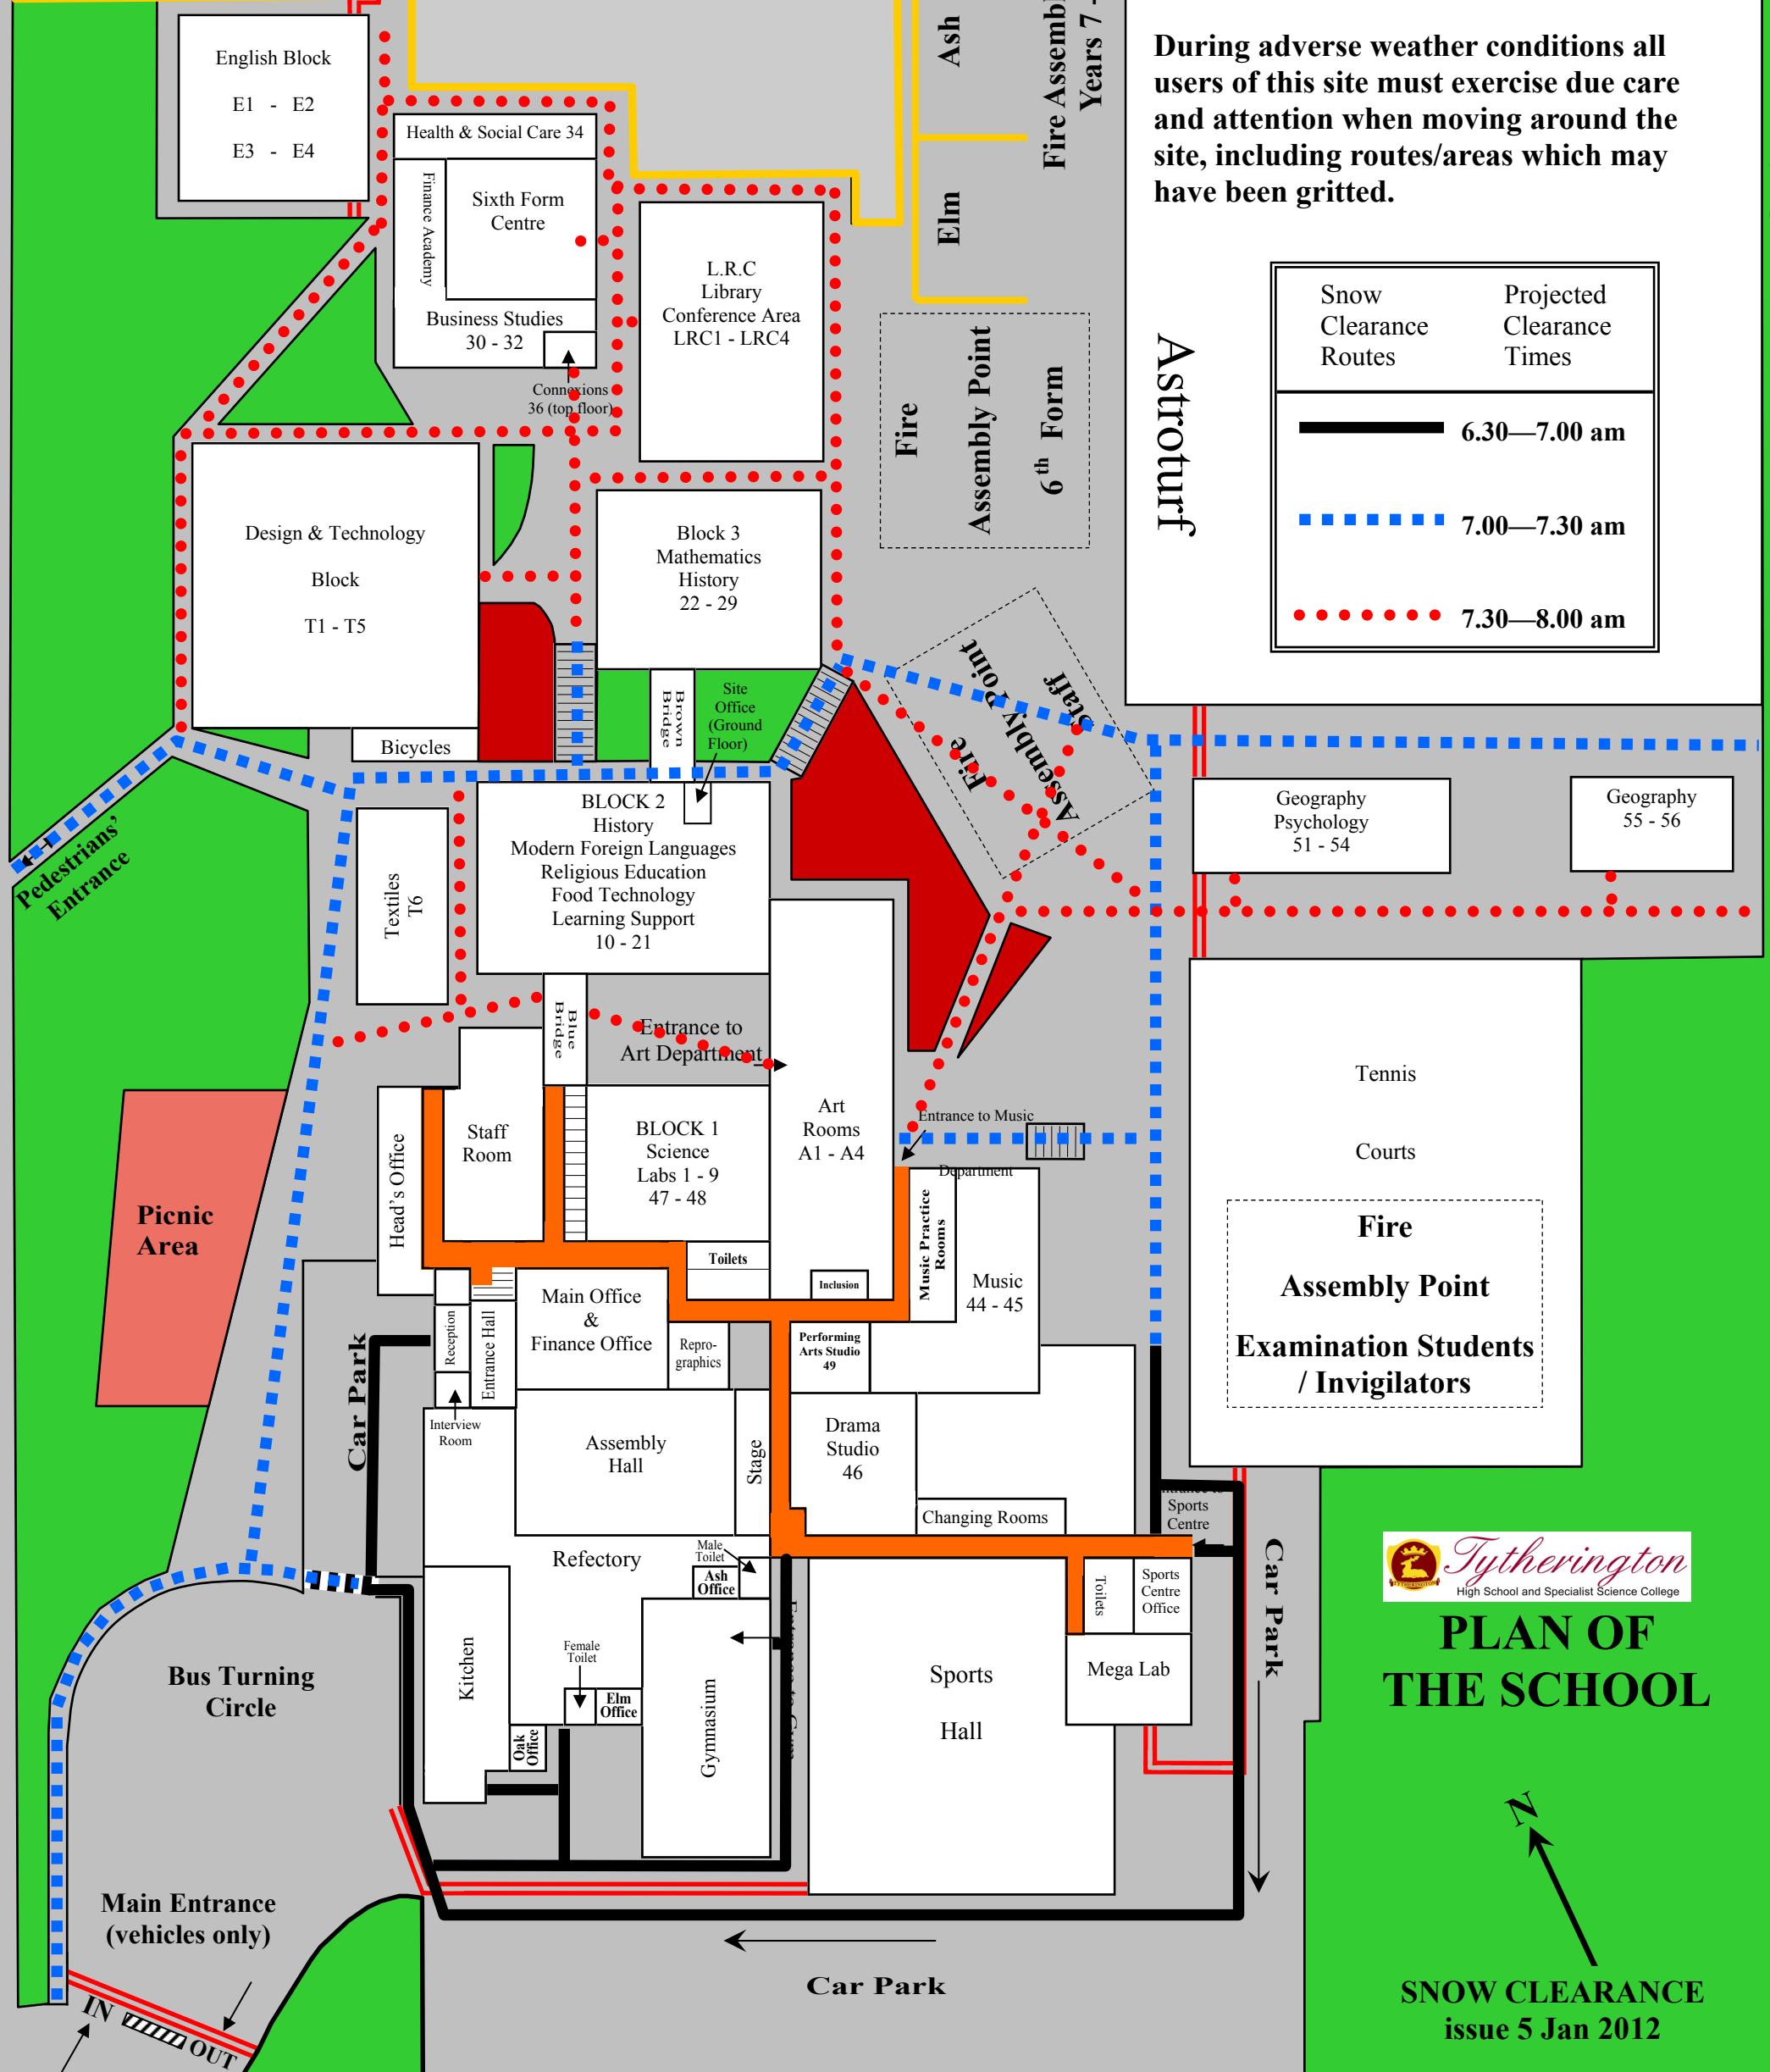 English Block
E1 - E2
E3 - E4
Health & Social Care 34
Finance Academy
Sixth Form
Centre
Business Studies
30 - 32
Connexions
36 (top floor)
L.R.C
Library
Conference Area
LRC1 - LRC4
Ash
Elm
Years 7 -
Fire
Assembly Point
6th Form
Astroturf
During adverse weather conditions all
users of this site must exercise due care
and attention when moving around the
site, including routes/areas which may
have been gritted.
Snow
Clearance
Routes
Projected
Clearance
Times
6.30—7.00 am
7.00—7.30 am
7.30—8.00 am
Design & Technology
Block
T1 - T5
Bicycles
Block 3
Mathematics
History
22 - 29
Brown
Bridge
Site
Office
(Ground
Floor)
Fire
Assembly Point
Staff
Pedestrians'
Entrance
Textiles
T6
BLOCK 2
History
Modern Foreign Languages
Religious Education
Food Technology
Learning Support
10 - 21
Geography
Psychology
51 - 54
Geography
55 - 56
Blue
Bridge
Entrance to
Art Department
Art
Rooms
A1 - A4
Entrance to Music
Department
Tennis
Courts
Fire
Assembly Point
Examination Students
/ Invigilators
Picnic
Area
Head's Office
Staff
Room
BLOCK 1
Science
Labs 1 - 9
47 - 48
Toilets
Inclusion
Music Practice
Rooms
Music
44 - 45
Car Park
Reception
Entrance Hall
Main Office
&
Finance Office
Repro-
graphics
Performing
Arts Studio
49
Interview
Room
Assembly
Hall
Stage
Drama
Studio
46
Changing Rooms
Sports
Centre
Refectory
Male
Toilet
Ash
Office
Kitchen
Female
Toilet
Elm
Office
Oak
Office
Gymnasium
Sports
Hall
Toilets
Sports
Centre
Office
Mega Lab
Car Park
Bus Turning
Circle
Main Entrance
(vehicles only)
IN
OUT
Car Park
TYTHERINGTON
Tytherington
High School and Specialist Science College
PLAN OF
THE SCHOOL
N
SNOW CLEARANCE
issue 5 Jan 2012